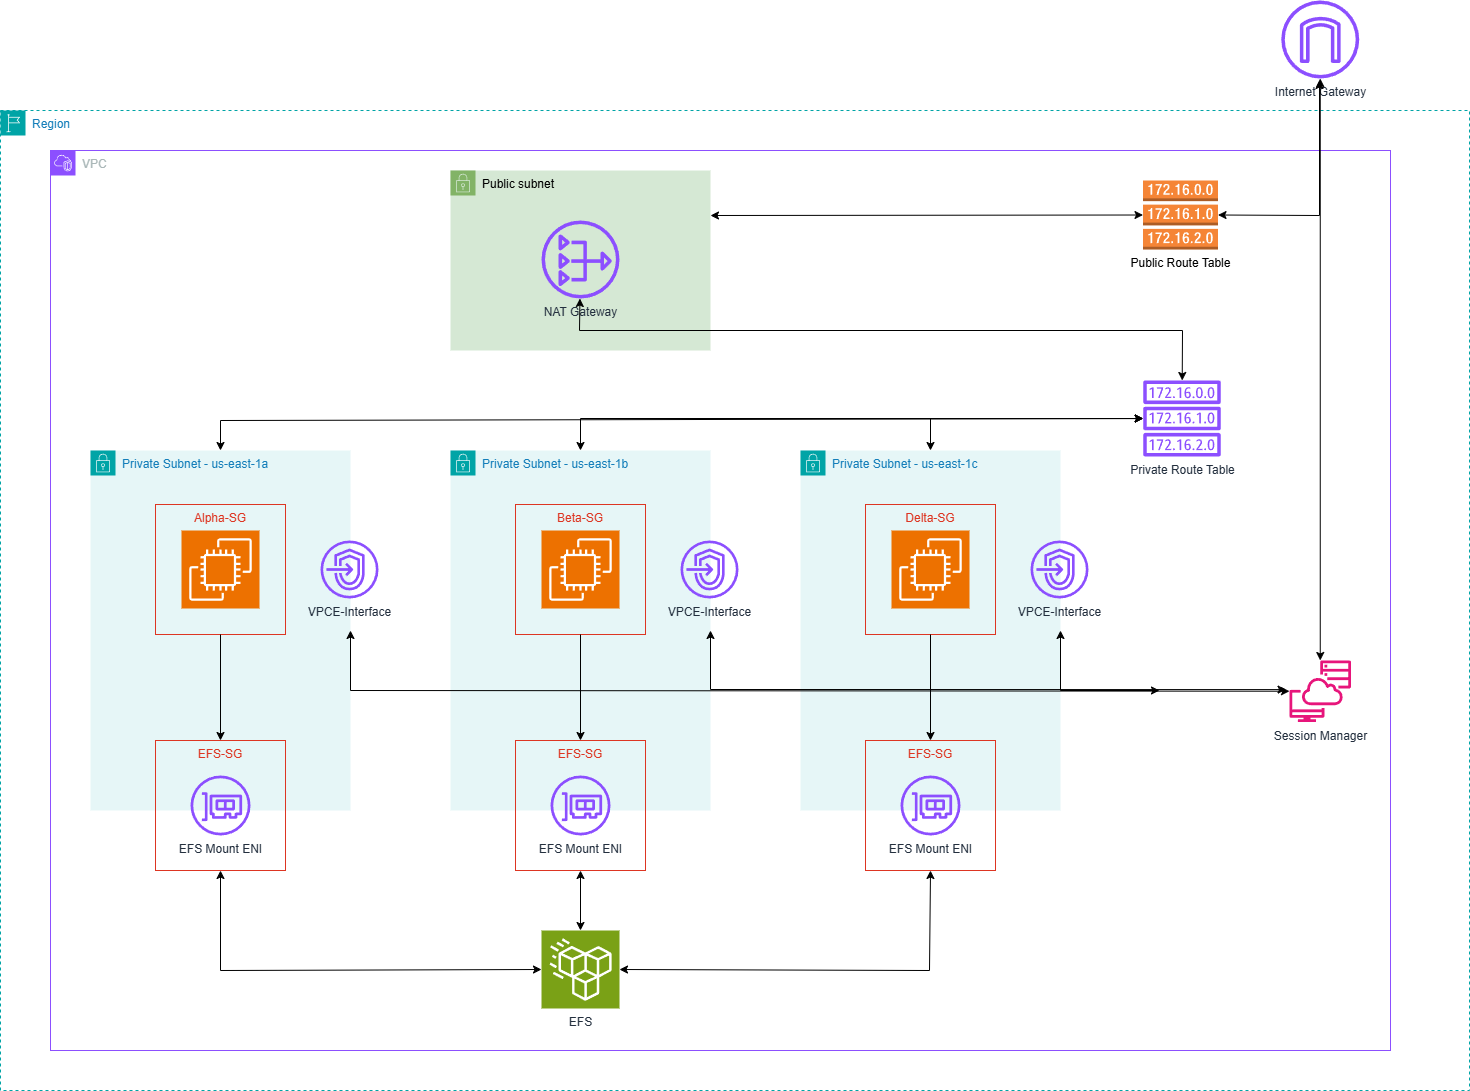 Internet Gateway
Region
VPC
Public subnet
NAT Gateway
172.16.0.0
172.16.1.0
172.16.2.0
Public Route Table
172.16.0.0
172.16.1.0
172.16.2.0
Private Route Table
Private Subnet - us-east-1a
Private Subnet - us-east-1b
Private Subnet - us-east-1c
Alpha-SG
Beta-SG
Delta-SG
VPCE-Interface
VPCE-Interface
VPCE-Interface
Session Manager
EFS-SG
EFS-SG
EFS-SG
EFS Mount ENI
EFS Mount ENI
EFS Mount ENI
EFS